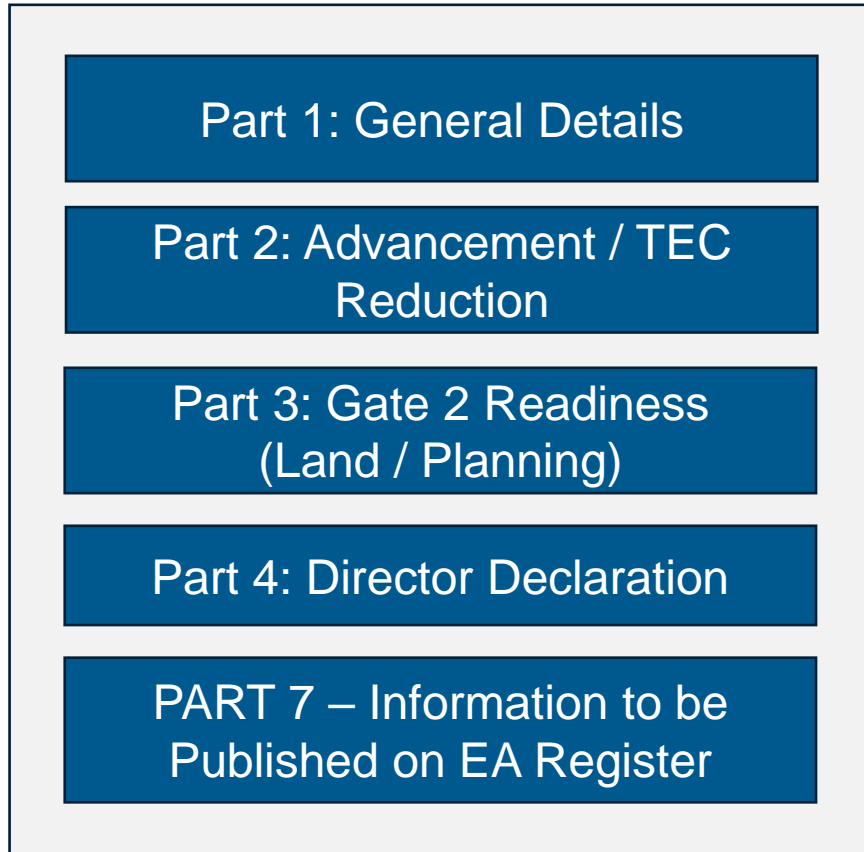 Part 1: General Details
Part 2: Advancement / TEC
Reduction
Part 3: Gate 2 Readiness
(Land / Planning)
Part 4: Director Declaration
PART 7 – Information to be
Published on EA Register